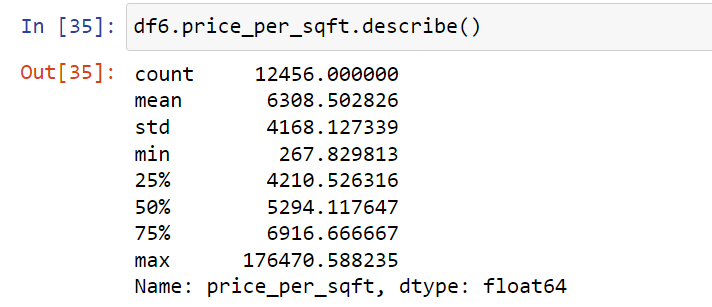 In [35]: df6.price_per_sqft.describe()
Out[35]: count 12456.000000
mean 6308.502826
std 4168.127339
min 267.829813
25% 4210.526316
50% 5294.117647
75% 6916.666667
max 176470.588235
Name: price_per_sqft, dtype: float64